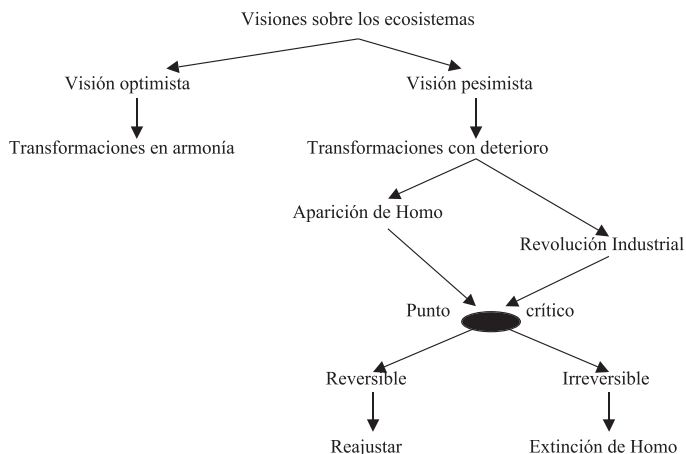 Visiones sobre los ecosistemas
Visión optimista
Visión pesimista
Transformaciones en armonía
Transformaciones con deterioro
Aparición de Homo
Revolución Industrial
Punto crítico
Reversible
Irreversible
Reajustar
Extinción de Homo